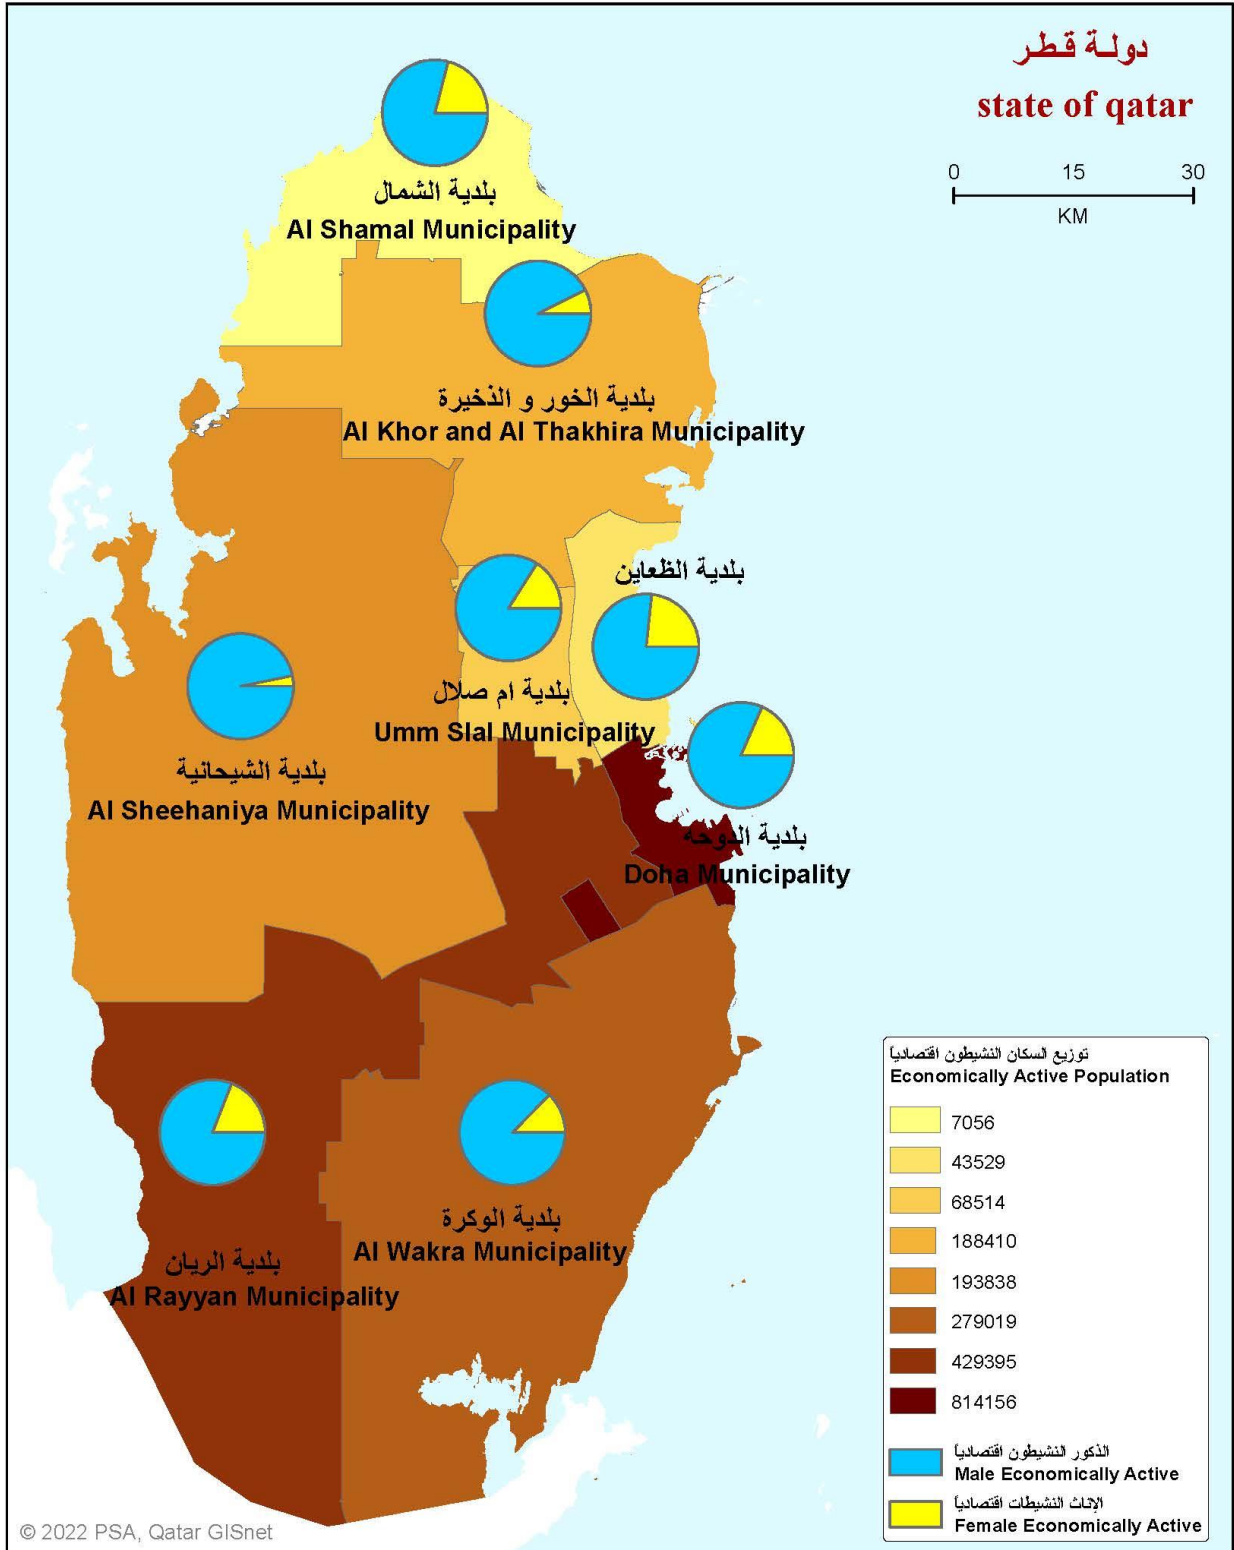 دولـة قـطـر
state of qatar
0 15 30
KM
بلدية الشمال
Al Shamal Municipality
بلدية الخور و الذخيرة
Al Khor and Al Thakhira Municipality
بلدية الظعاين
بلدية ام صلال
Umm Slal Municipality
بلدية الشيحانية
Al Sheehaniya Municipality
بلدية الدوحة
Doha Municipality
بلدية الوكرة
Al Wakra Municipality
بلدية الريان
Al Rayyan Municipality
توزيع السكان النشيطون اقتصادياً
Economically Active Population
7056
43529
68514
188410
193838
279019
429395
814156
الذكور النشيطون اقتصادياً
Male Economically Active
الإناث النشيطات اقتصادياً
Female Economically Active
© 2022 PSA, Qatar GISnet